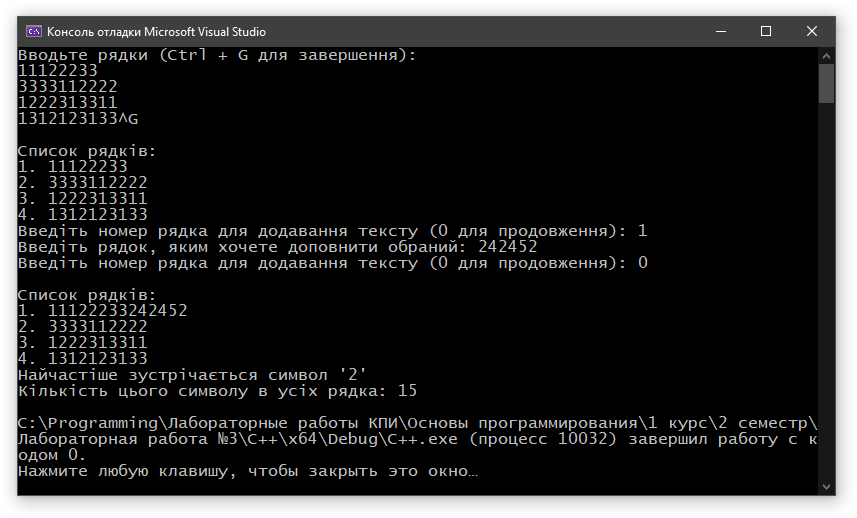 Консоль отладки Microsoft Visual Studio
Вводьте рядки (Ctrl + G для завершення):
11122233
3333112222
1222313311
1312123133^G
Список рядків:
1. 11122233
2. 3333112222
3. 1222313311
4. 1312123133
Введіть номер рядка для додавання тексту (0 для продовження): 1
Введіть рядок, яким хочете доповнити обраний: 242452
Введіть номер рядка для додавання тексту (0 для продовження): 0
Список рядків:
1. 11122233242452
2. 3333112222
3. 1222313311
4. 1312123133
Найчастіше зустрічається символ '2'
Кількість цього символу в усіх рядка: 15
C:\Programming\Лабораторные работы КПИ\Основы программирования\1 курс\2 семестр\
Лабораторная работа №3\C++\x64\Debug\C++.exe (процесс 10032) завершил работу с к
одом 0.
Нажмите любую клавишу, чтобы закрыть это окно…